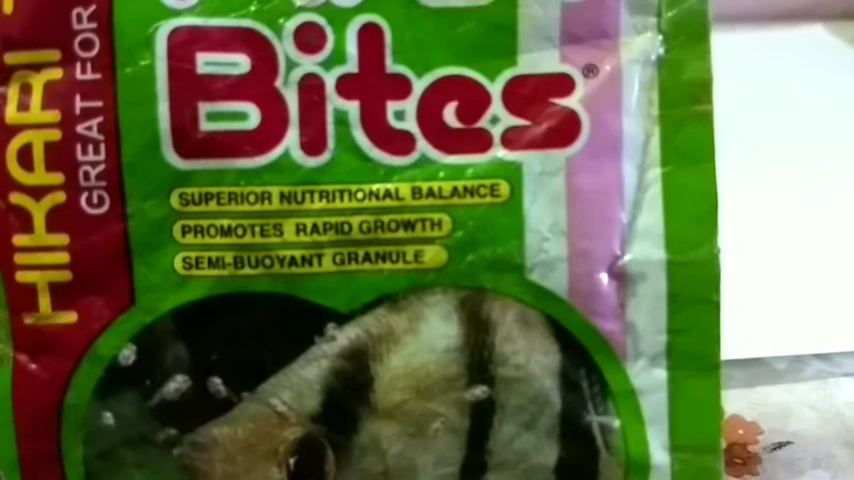 Bites®
SUPERIOR NUTRITIONAL BALANCE
PROMOTES RAPID GROWTH
SEMI-BUOYANT GRANULE
HIKARI
GREAT FOR